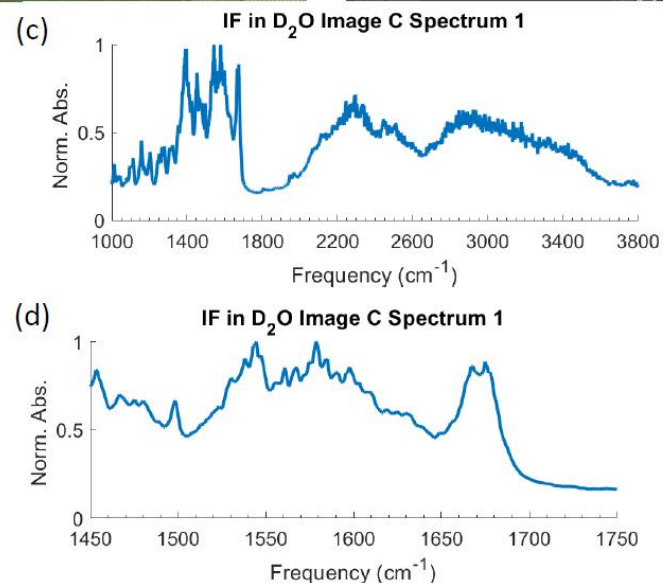 (c)
IF in D₂O Image C Spectrum 1
Norm. Abs.
1
0.5
0
1000 1400 1800 2200 2600 3000 3400 3800
Frequency (cm⁻¹)
(d)
IF in D₂O Image C Spectrum 1
Norm. Abs.
1
0.5
0
1450 1500 1550 1600 1650 1700 1750
Frequency (cm⁻¹)